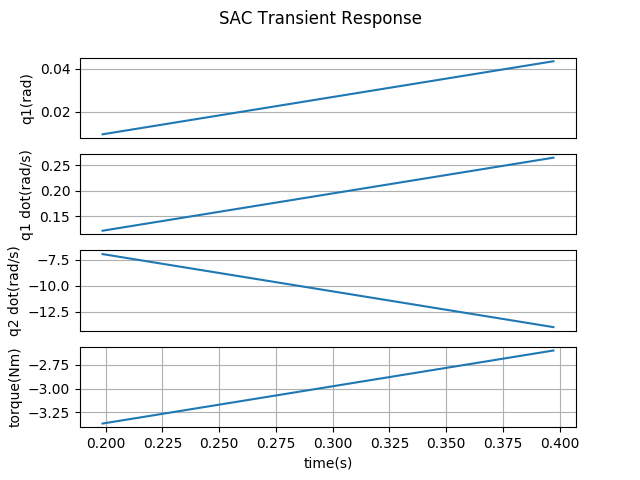 SAC Transient Response
q1(rad)
0.04
0.02
q1 dot(rad/s)
0.25
0.20
0.15
q2 dot(rad/s)
−7.5
−10.0
−12.5
torque(Nm)
−2.75
−3.00
−3.25
0.200 0.225 0.250 0.275 0.300 0.325 0.350 0.375 0.400
time(s)